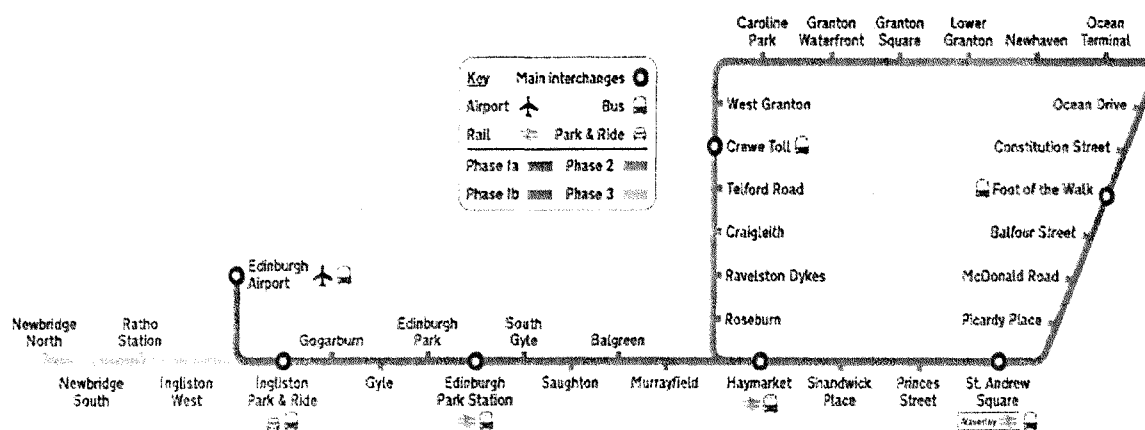 Caroline
Park
Granton
Waterfront
Granton
Square
Lower
Granton
Newhaven
Ocean
Terminal
Key
Main interchanges
Airport
Bus
Rail
Park & Ride
Phase 1a
Phase 2
Phase 1b
Phase 3
West Granton
Crewe Toll
Telford Road
Craigleith
Ravelston Dykes
Roseburn
Ocean Drive
Constitution Street
Foot of the Walk
Balfour Street
McDonald Road
Picardy Place
Edinburgh
Airport
Newbridge
North
Ratho
Station
Gogarburn
Edinburgh
Park
South
Gyle
Balgreen
Newbridge
South
Ingliston
West
Ingliston
Park & Ride
Gyle
Edinburgh
Park Station
Saughton
Murrayfield
Haymarket
Shandwick
Place
Princes
Street
St. Andrew
Square
Waverley